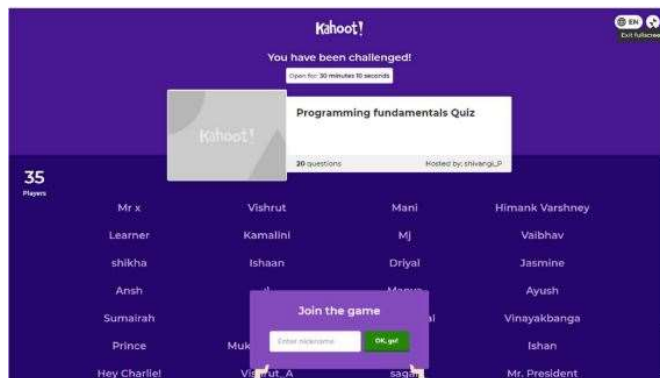 Kahoot!
EN
Exit fullscreen
You have been challenged!
Open for: 30 minutes 10 seconds
Kahoot!
Programming fundamentals Quiz
20 questions
Hosted by: shivangi_P
35
Players
Mr x
Vishrut
Mani
Himank Varshney
Learner
Kamalini
Mj
Vaibhav
shikha
Ishaan
Driyal
Jasmine
Ansh
Ayush
Join the game
Sumairah
Vinayakbanga
Enter nickname
OK, go!
Prince
Muk
Ishan
Hey Charlie!
Vishrut_A
sagar
Mr. President